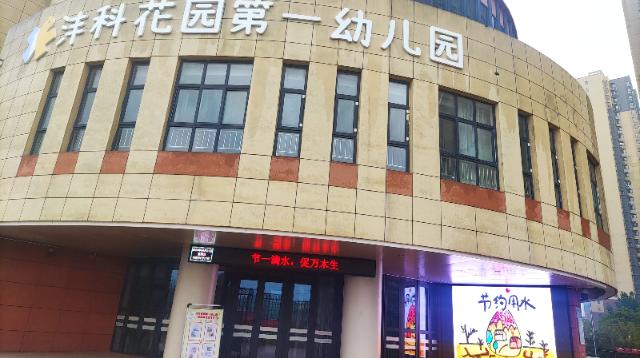 沣科花园第一幼儿园
节一滴水，促万木生
节约用水